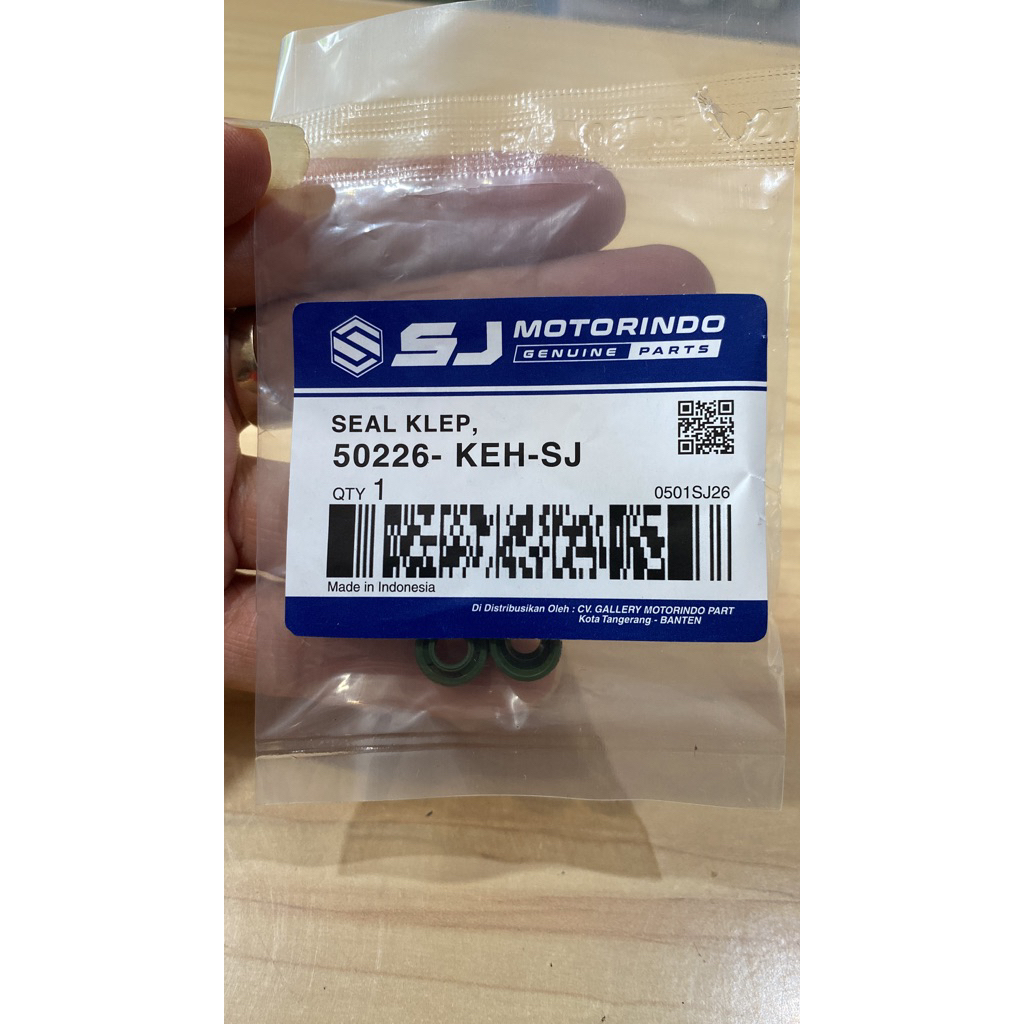 SJ MOTORINDO
GENUINE PARTS
SEAL KLEP,
50226- KEH-SJ
QTY 1
0501SJ26
Made in Indonesia
Di Distribusikan Oleh : CV. GALLERY MOTORINDO PART
Kota Tangerang - BANTEN